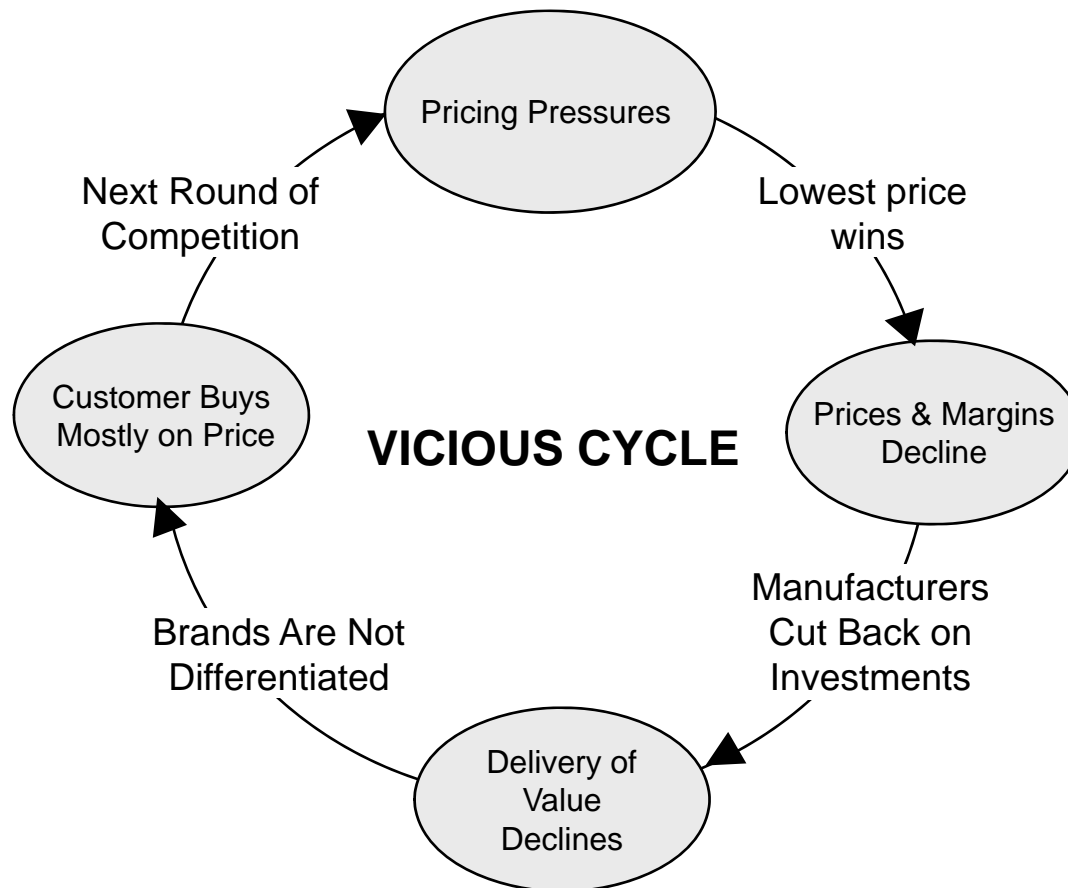 Pricing Pressures
Lowest price
wins
Prices & Margins
Decline
Manufacturers
Cut Back on
Investments
Delivery of
Value
Declines
Brands Are Not
Differentiated
Customer Buys
Mostly on Price
Next Round of
Competition
VICIOUS CYCLE